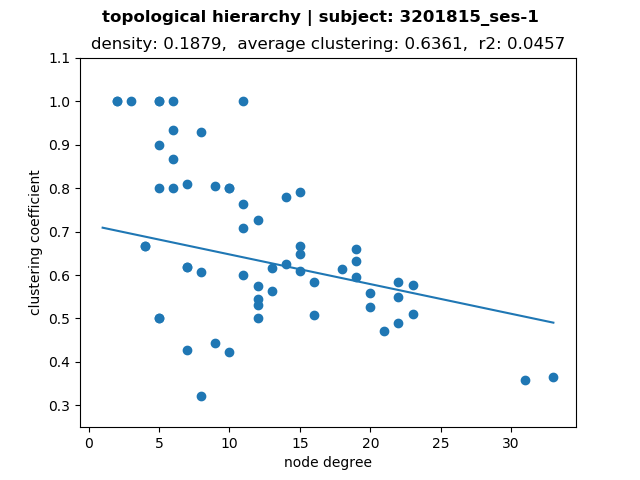 topological hierarchy | subject: 3201815_ses-1
density: 0.1879,  average clustering: 0.6361,  r2: 0.0457
1.1
1.0
0.9
0.8
0.7
0.6
0.5
0.4
0.3
clustering coefficient
0 5 10 15 20 25 30
node degree